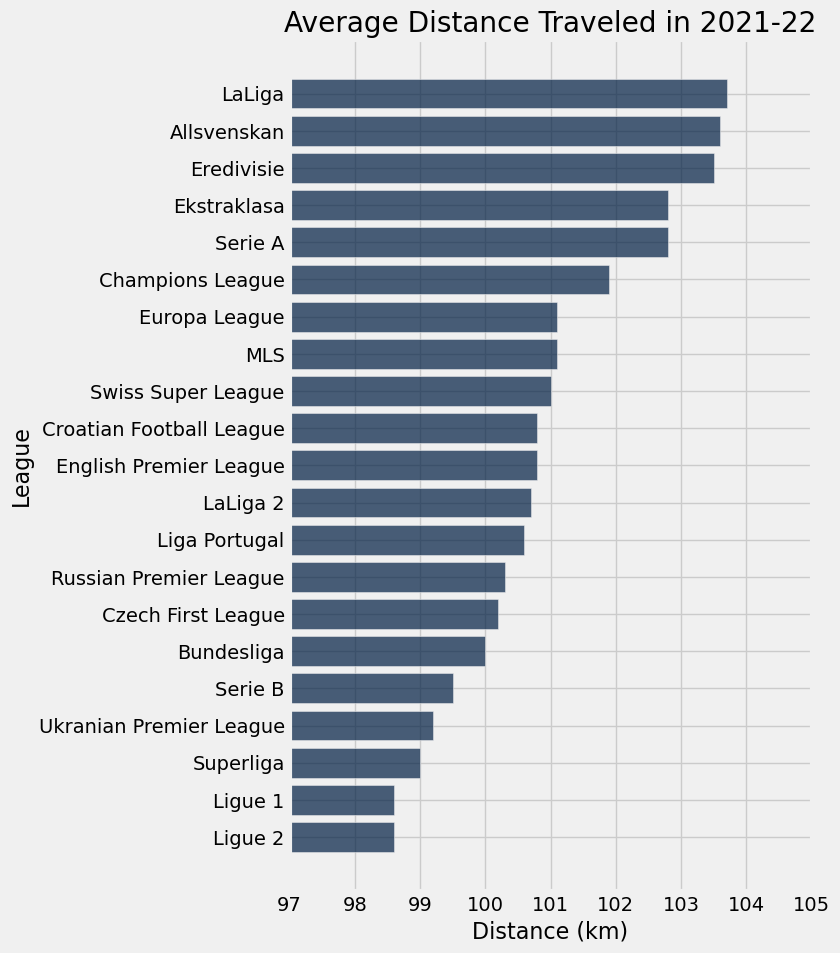 Average Distance Traveled in 2021-22
LaLiga
Allsvenskan
Eredivisie
Ekstraklasa
Serie A
Champions League
Europa League
MLS
Swiss Super League
Croatian Football League
English Premier League
LaLiga 2
Liga Portugal
Russian Premier League
Czech First League
Bundesliga
Serie B
Ukranian Premier League
Superliga
Ligue 1
Ligue 2
League
97 98 99 100 101 102 103 104 105
Distance (km)